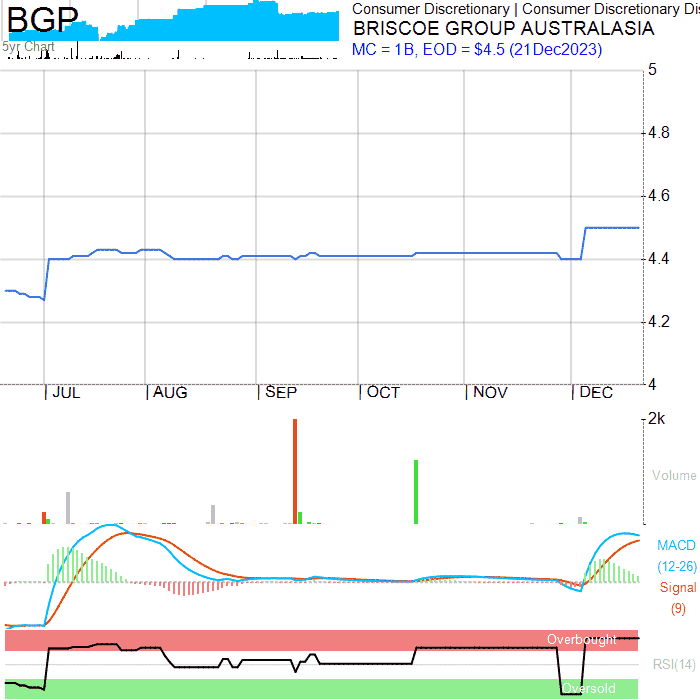 BGP
5yr Chart
Consumer Discretionary | Consumer Discretionary Dis
BRISCOE GROUP AUSTRALASIA
MC = 1B, EOD = $4.5 (21Dec2023)
5
4.8
4.6
4.4
4.2
4
JUL AUG SEP OCT NOV DEC
2k
Volume
MACD
(12-26)
Signal
(9)
Overbought
RSI(14)
Oversold